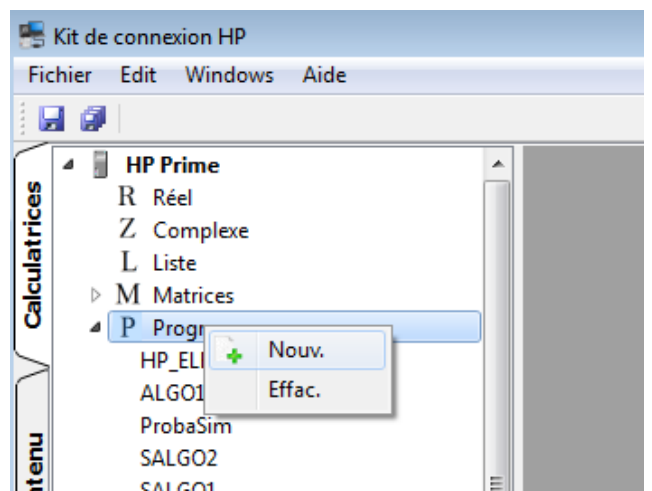 Kit de connexion HP
Fichier Edit Windows Aide
Calculatrices
HP Prime
R Réel
Z Complexe
L Liste
M Matrices
P
Nouv.
Effac.
ALGO1
ProbaSim
SALGO2
SALGO1